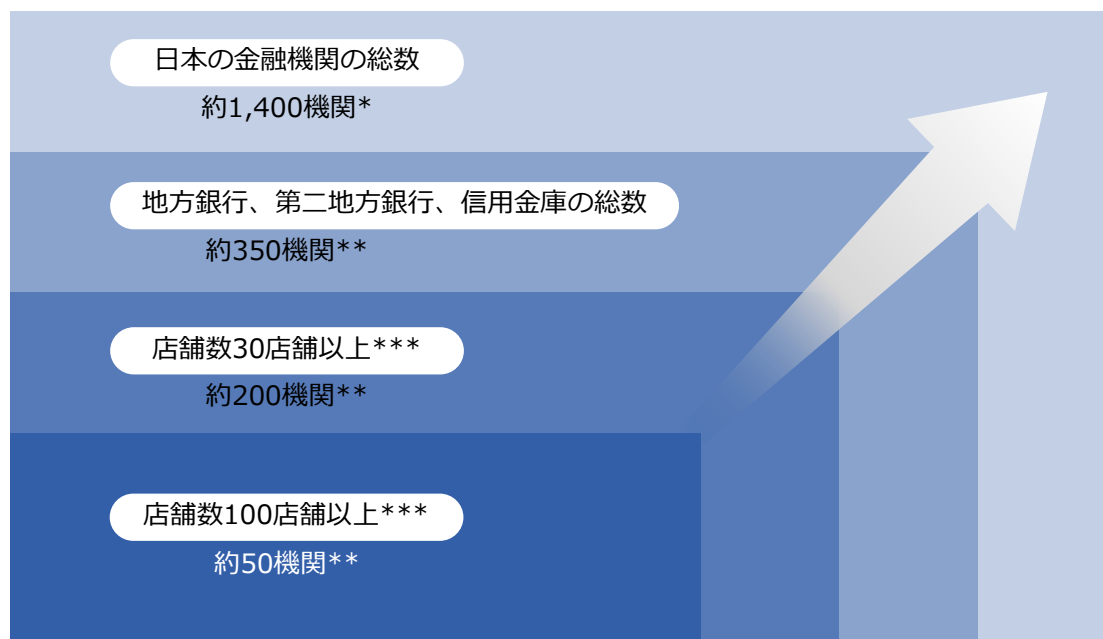 日本の金融機関の総数
約1,400機関*
地方銀行、第二地方銀行、信用金庫の総数
約350機関**
店舗数30店舗以上***
約200機関**
店舗数100店舗以上***
約50機関**